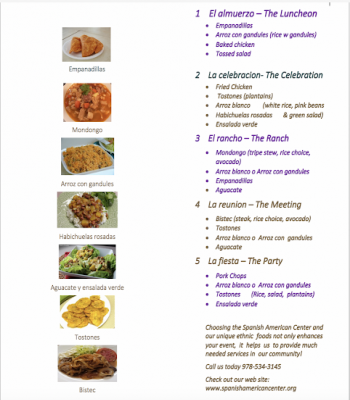 Empanadillas
Mondongo
Arroz con gandules
Habichuelas rosadas
Aguacate y ensalada verde
Tostones
Bistec
1 El almuerzo – The Luncheon
• Empanadillas
• Arroz con gandules (rice w gandules)
• Baked chicken
• Tossed salad
2 La celebracion- The Celebration
• Fried Chicken
• Tostones (plantains)
• Arroz blanco (white rice, pink beans
• Habichuelas rosadas & green salad)
• Ensalada verde
3 El rancho – The Ranch
• Mondongo (tripe stew, rice choice,
avocado)
• Arroz blanco o Arroz con gandules
• Empanadillas
• Aguacate
4 La reunion – The Meeting
• Bistec (steak, rice choice, avocado)
• Tostones
• Arroz blanco o Arroz con gandules
• Aguacate
5 La fiesta – The Party
• Pork Chops
• Arroz blanco o Arroz con gandules
• Tostones (Rice, salad, plantains)
• Ensalada verde
Choosing the Spanish American Center and
our unique ethnic foods not only enhances
your event, it helps us to provide much
needed services in our community!
Call us today 978-534-3145
Check out our web site:
www.spanishamericancenter.org